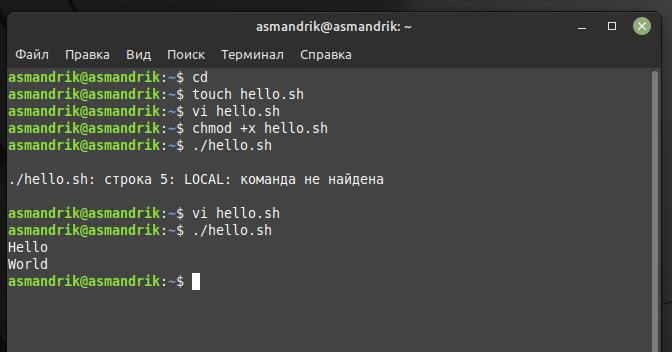 asmandrik@asmandrik: ~
Файл Правка Вид Поиск Терминал Справка
asmandrik@asmandrik:~$ cd
asmandrik@asmandrik:~$ touch hello.sh
asmandrik@asmandrik:~$ vi hello.sh
asmandrik@asmandrik:~$ chmod +x hello.sh
asmandrik@asmandrik:~$ ./hello.sh
./hello.sh: строка 5: LOCAL: команда не найдена
asmandrik@asmandrik:~$ vi hello.sh
asmandrik@asmandrik:~$ ./hello.sh
Hello
World
asmandrik@asmandrik:~$